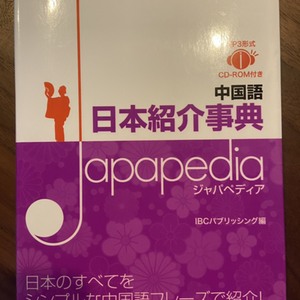 MP3形式
CD-ROM付き
中国語
日本紹介事典
Japapedia
ジャパペディア
IBCパブリッシング編
日本のすべてを
シンプルな中国語フレーズで紹介!